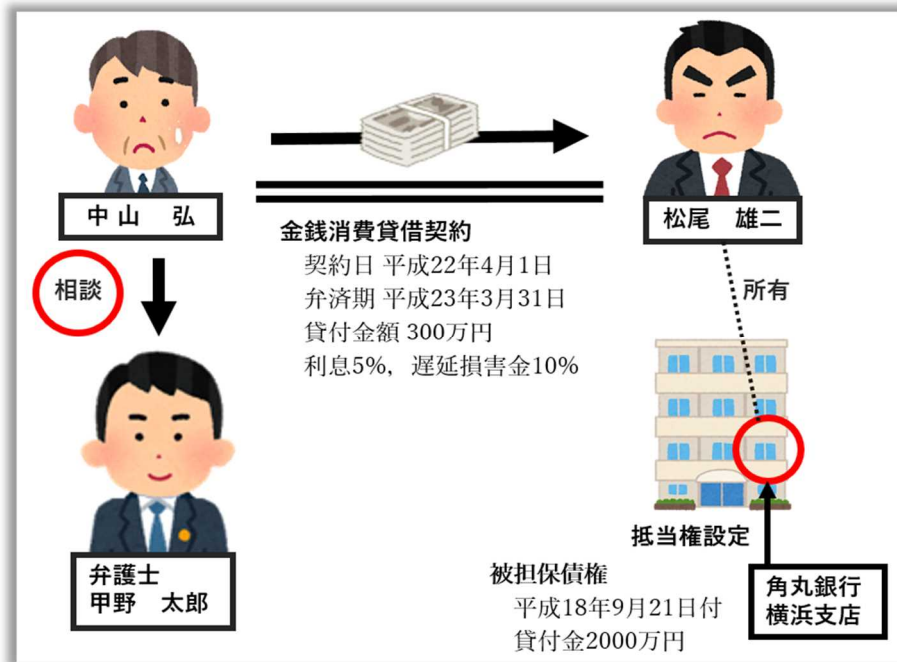 中山 弘
松尾 雄二
相談
金銭消費貸借契約
契約日 平成22年4月1日
弁済期 平成23年3月31日
貸付金額 300万円
利息5%, 遅延損害金10%
所有
弁護士
甲野 太郎
抵当権設定
被担保債権
平成18年9月21日付
貸付金2000万円
角丸銀行
横浜支店